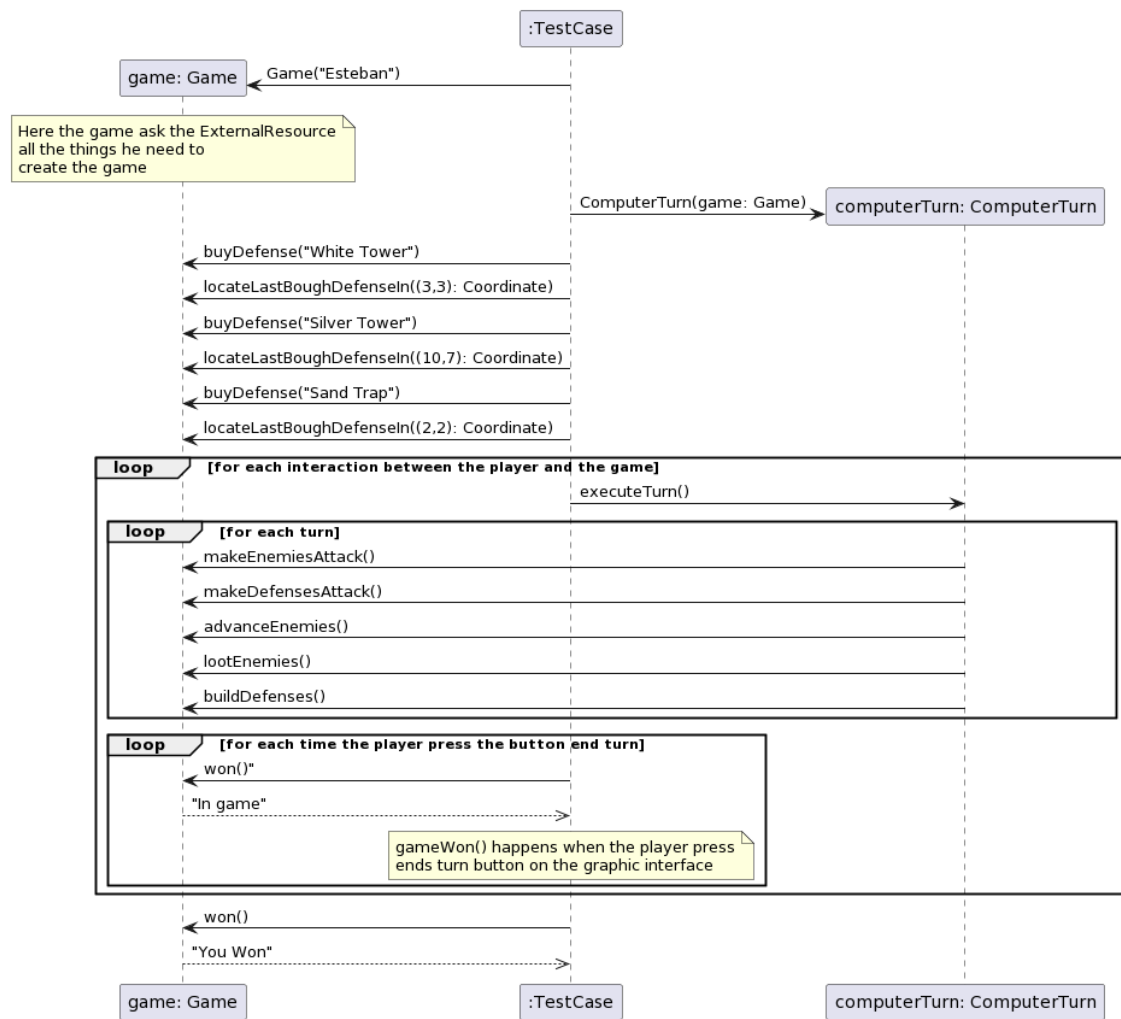 :TestCase
game: Game
Game("Esteban")
Here the game ask the ExternalResource
all the things he need to
create the game
ComputerTurn(game: Game)
computerTurn: ComputerTurn
buyDefense("White Tower")
locateLastBoughDefenseIn((3,3): Coordinate)
buyDefense("Silver Tower")
locateLastBoughDefenseIn((10,7): Coordinate)
buyDefense("Sand Trap")
locateLastBoughDefenseIn((2,2): Coordinate)
loop [for each interaction between the player and the game]
executeTurn()
loop [for each turn]
makeEnemiesAttack()
makeDefensesAttack()
advanceEnemies()
lootEnemies()
buildDefenses()
loop [for each time the player press the button end turn]
won()"
"In game"
gameWon() happens when the player press
ends turn button on the graphic interface
won()
"You Won"
game: Game
:TestCase
computerTurn: ComputerTurn